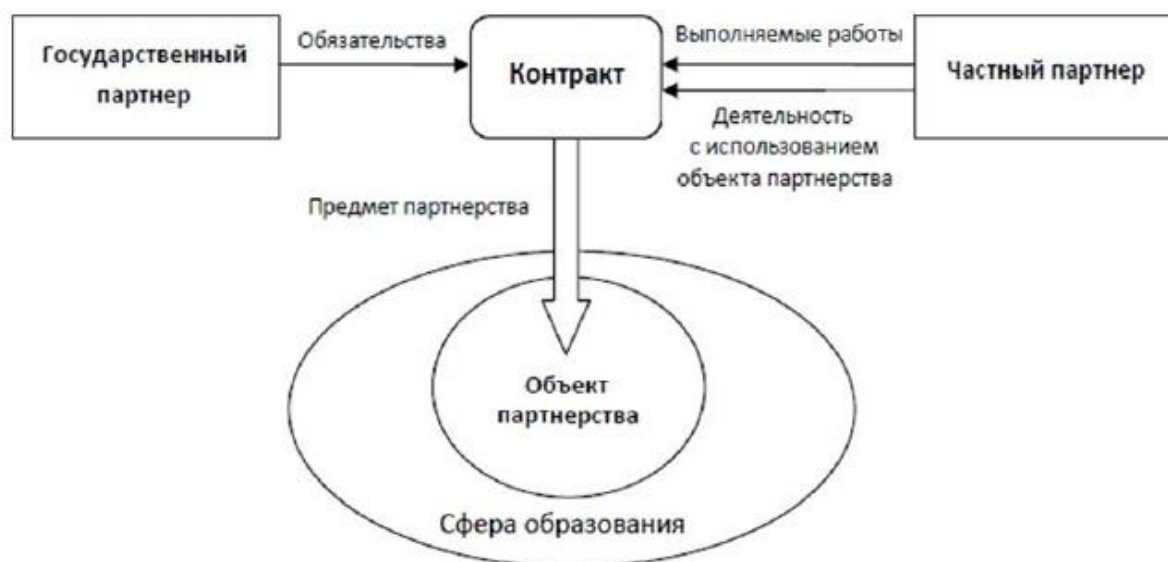 Государственный
партнер
Обязательства
Контракт
Выполняемые работы
Частный партнер
Деятельность
с использованием
объекта партнерства
Предмет партнерства
Объект
партнерства
Сфера образования